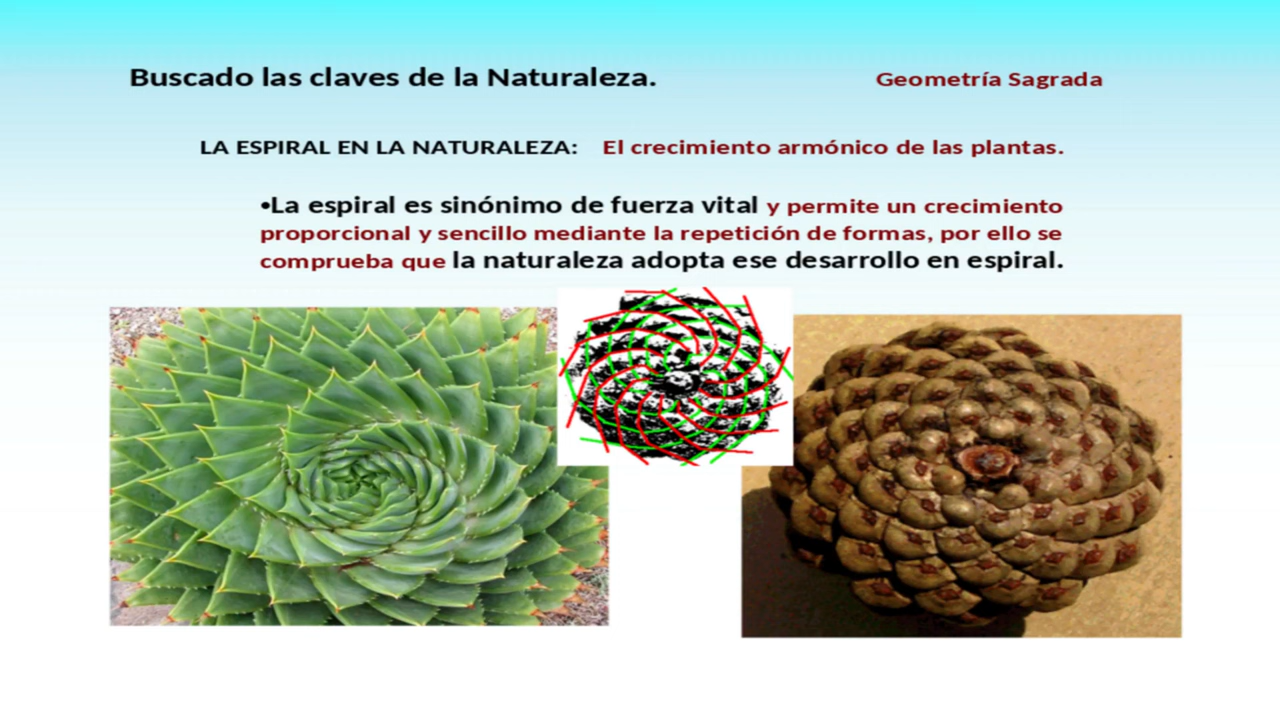 Buscado las claves de la Naturaleza. Geometría Sagrada
LA ESPIRAL EN LA NATURALEZA: El crecimiento armónico de las plantas.
•La espiral es sinónimo de fuerza vital y permite un crecimiento
proporcional y sencillo mediante la repetición de formas, por ello se
comprueba que la naturaleza adopta ese desarrollo en espiral.